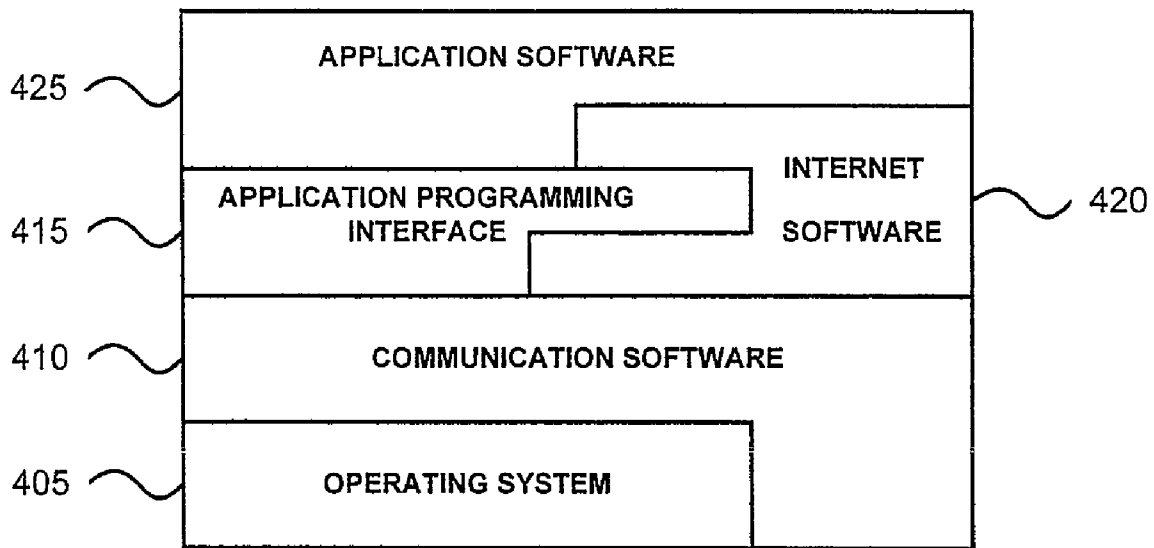 APPLICATION SOFTWARE
425
INTERNET
SOFTWARE
420
APPLICATION PROGRAMMING
INTERFACE
415
410
COMMUNICATION SOFTWARE
405
OPERATING SYSTEM